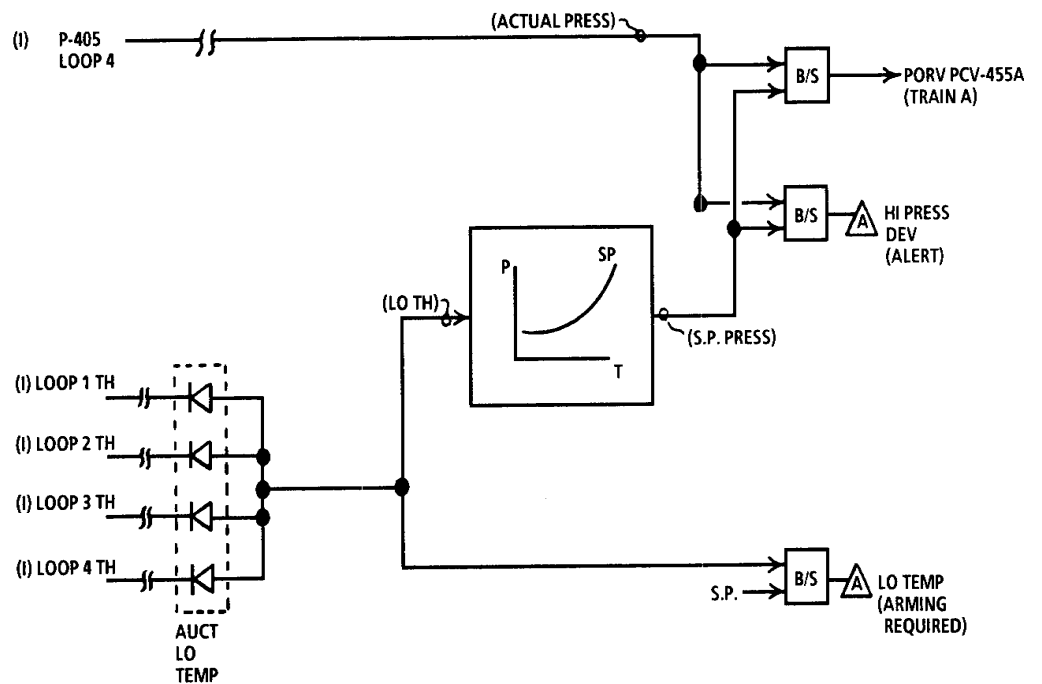 (ACTUAL PRESS)
(I) P-405
LOOP 4
B/S
PORV PCV-455A
(TRAIN A)
B/S
A
HI PRESS
DEV
(ALERT)
P
SP
T
(LO TH)
(S.P. PRESS)
(I) LOOP 1 TH
(I) LOOP 2 TH
(I) LOOP 3 TH
(I) LOOP 4 TH
AUCT
LO
TEMP
S.P.
B/S
A
LO TEMP
(ARMING
REQUIRED)